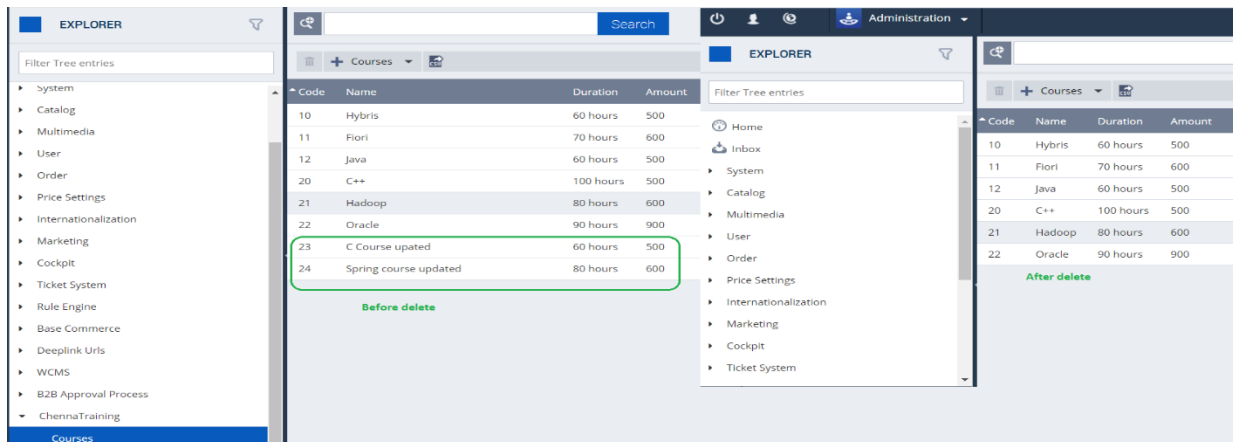 EXPLORER
Filter Tree entries
System
Catalog
Multimedia
User
Order
Price Settings
Internationalization
Marketing
Cockpit
Ticket System
Rule Engine
Base Commerce
Deeplink Urls
WCMS
B2B Approval Process
ChennaTraining
Courses
Search
Courses
Code Name Duration Amount
10 Hybris 60 hours 500
11 Fiori 70 hours 600
12 Java 60 hours 500
20 C++ 100 hours 500
21 Hadoop 80 hours 600
22 Oracle 90 hours 900
23 C Course upated 60 hours 500
24 Spring course updated 80 hours 600
Before delete
Administration
EXPLORER
Filter Tree entries
Home
Inbox
System
Catalog
Multimedia
User
Order
Price Settings
Internationalization
Marketing
Cockpit
Ticket System
Courses
Code Name Duration Amount
10 Hybris 60 hours 500
11 Fiori 70 hours 600
12 Java 60 hours 500
20 C++ 100 hours 500
21 Hadoop 80 hours 600
22 Oracle 90 hours 900
After delete